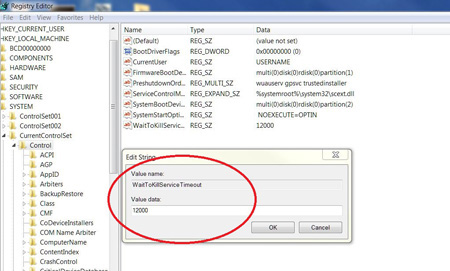 Registry Editor
File Edit View Favorites Help
HKEY_CURRENT_USER
HKEY_LOCAL_MACHINE
BCD00000000
COMPONENTS
HARDWARE
SAM
SECURITY
SOFTWARE
SYSTEM
ControlSet001
ControlSet002
CurrentControlSet
Control
ACPI
AGP
AppID
Arbiters
BackupRestore
Class
CMF
CoDeviceInstallers
COM Name Arbiter
ComputerName
ContentIndex
CrashControl
CriticalDeviceDatabase
Name Type Data
(Default) REG_SZ (value not set)
BootDriverFlags REG_DWORD 0x00000000 (0)
CurrentUser REG_SZ USERNAME
FirmwareBootDe... REG_SZ multi(0)disk(0)rdisk(0)partition(1)
PreshutdownOrd... REG_MULTI_SZ wuauserv gpsvc trustedinstaller
ServiceControlM... REG_EXPAND_SZ %systemroot%\system32\scext.dll
SystemBootDevi... REG_SZ multi(0)disk(0)rdisk(0)partition(2)
SystemStartOptio... REG_SZ NOEXECUTE=OPTIN
WaitToKillServic... REG_SZ 12000
Edit String
Value name:
WaitToKillServiceTimeout
Value data:
12000
OK Cancel